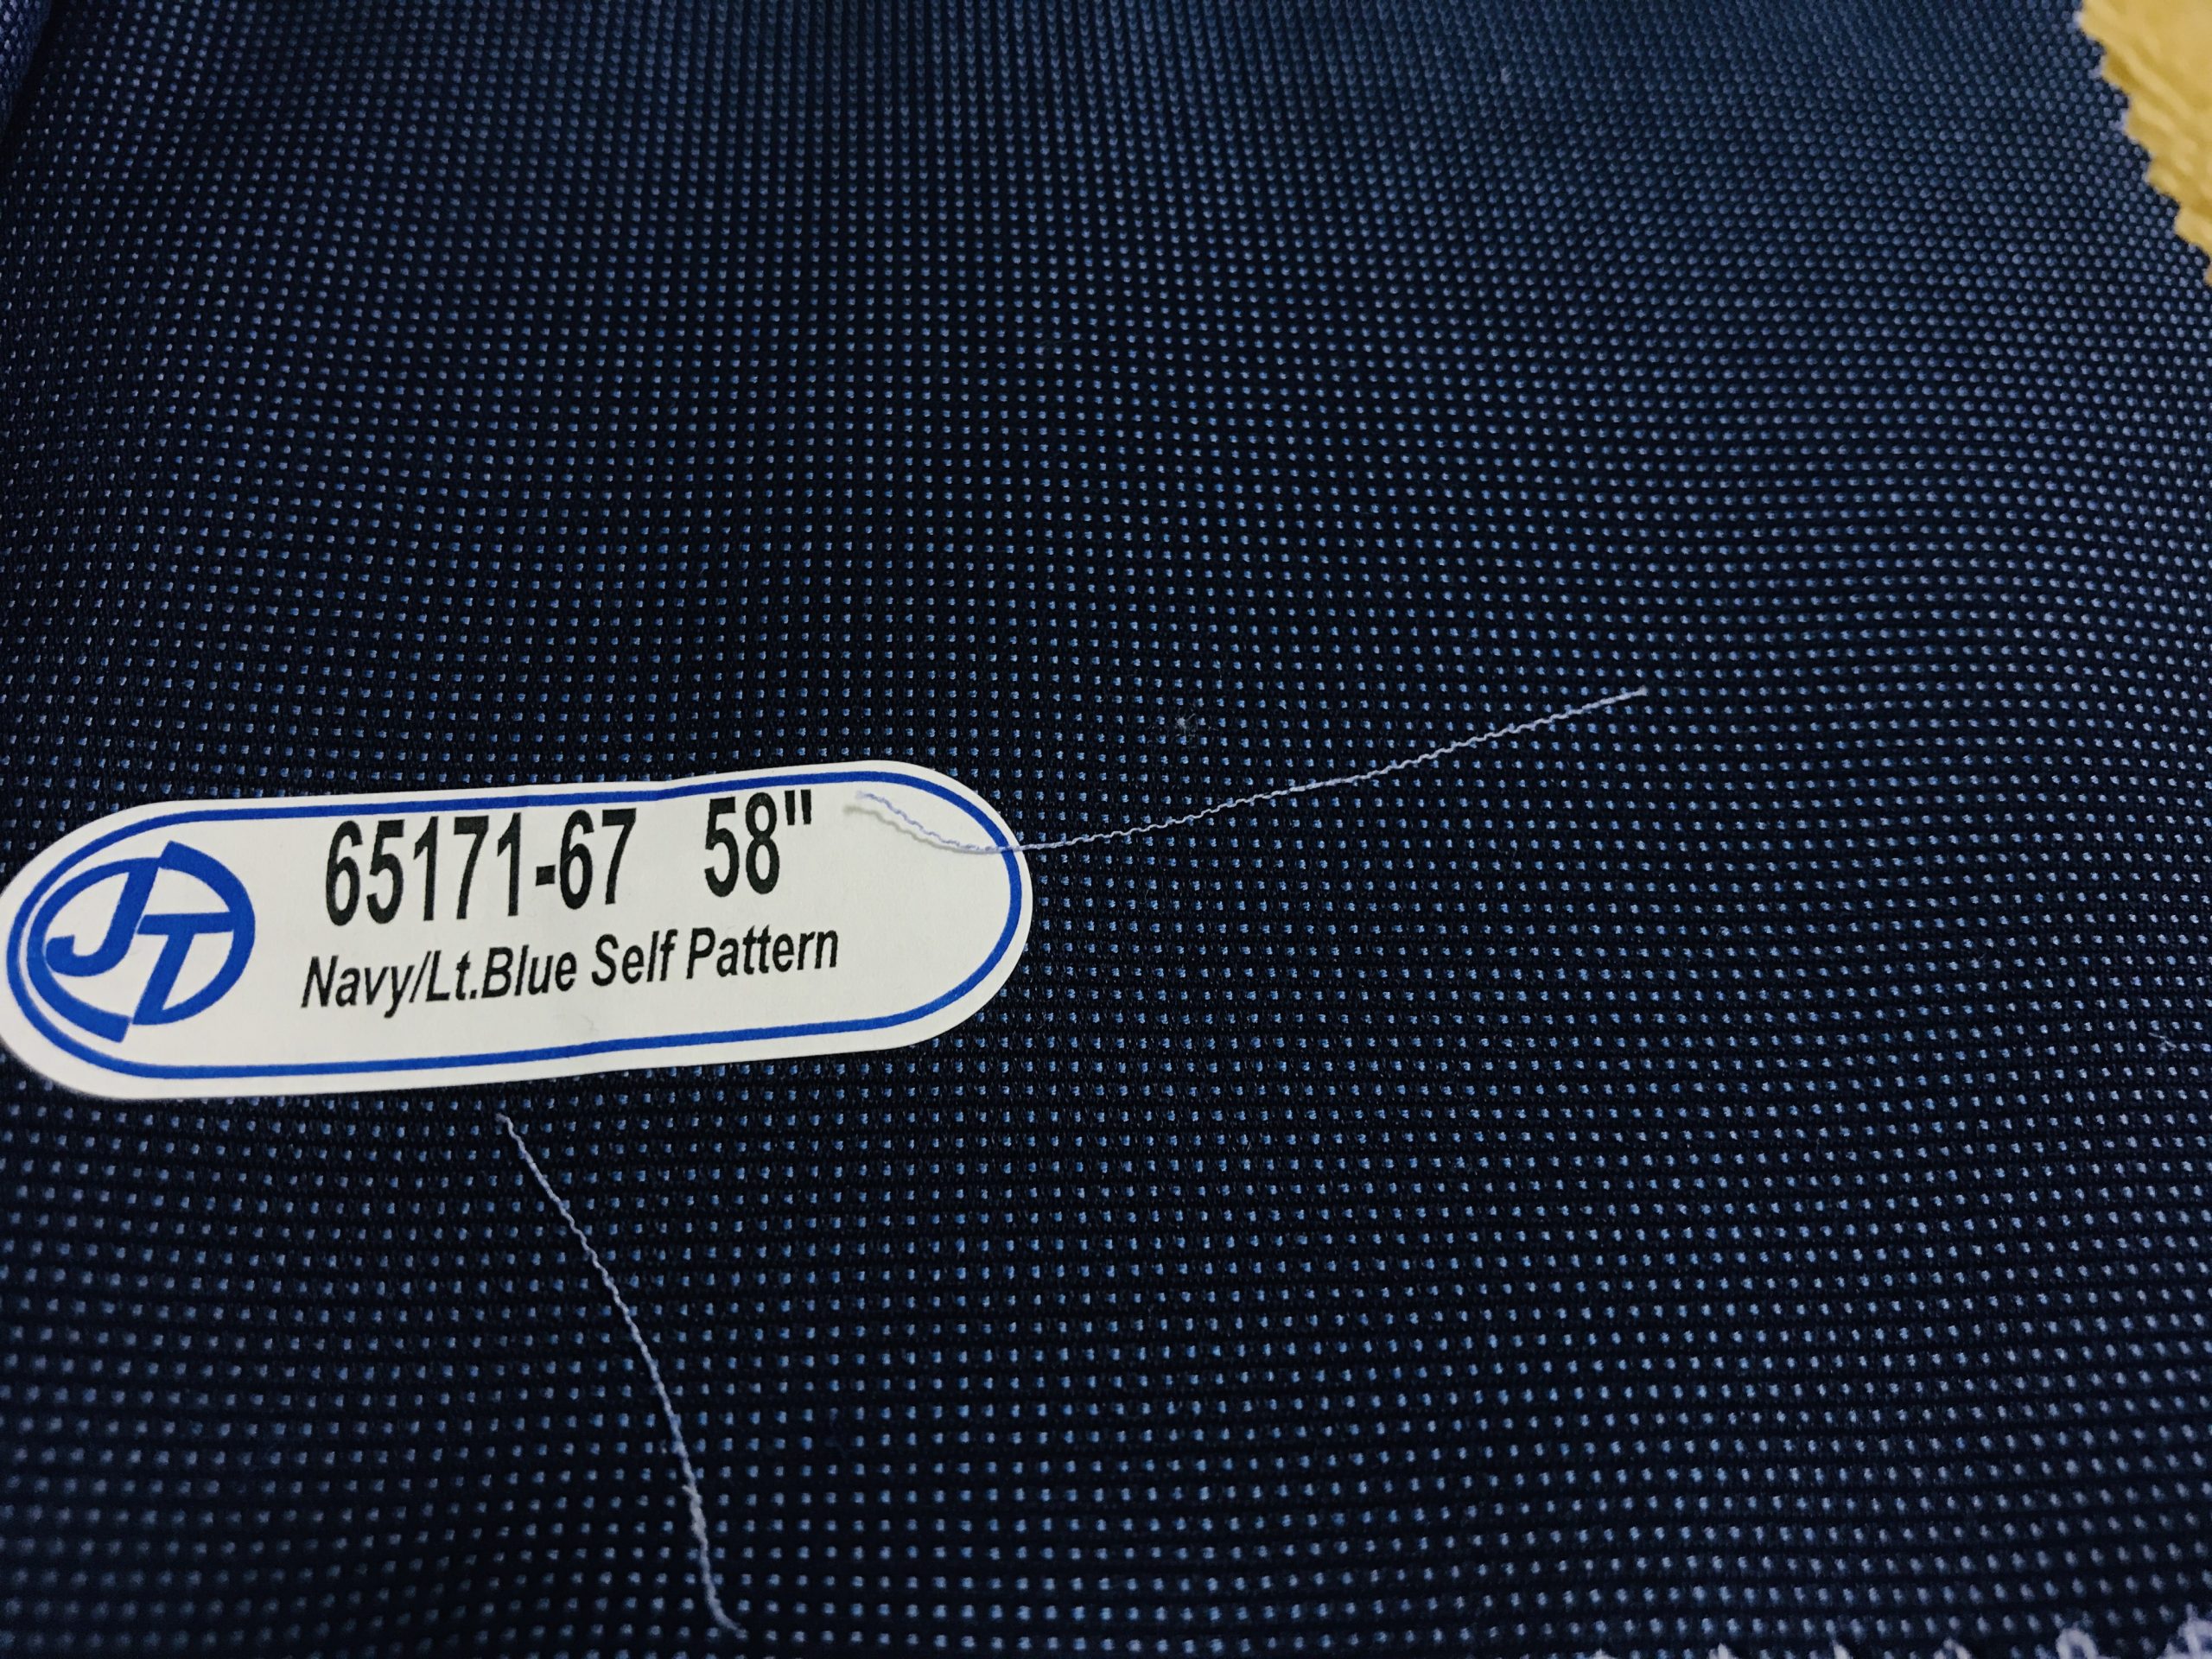 JT
65171-67 58"
Navy/Lt.Blue Self Pattern